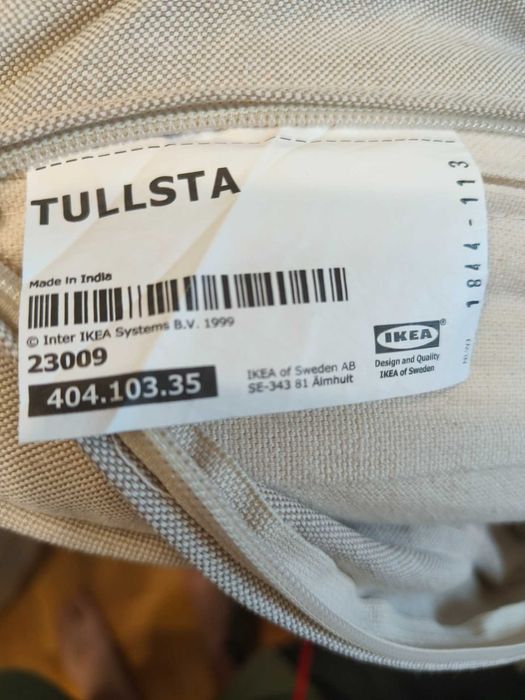 TULLSTA
1844-113
Made in India
© Inter IKEA Systems B.V. 1999
23009
404.103.35
IKEA of Sweden AB
SE-343 81 Älmhult
IKEA®
Design and Quality
IKEA of Sweden